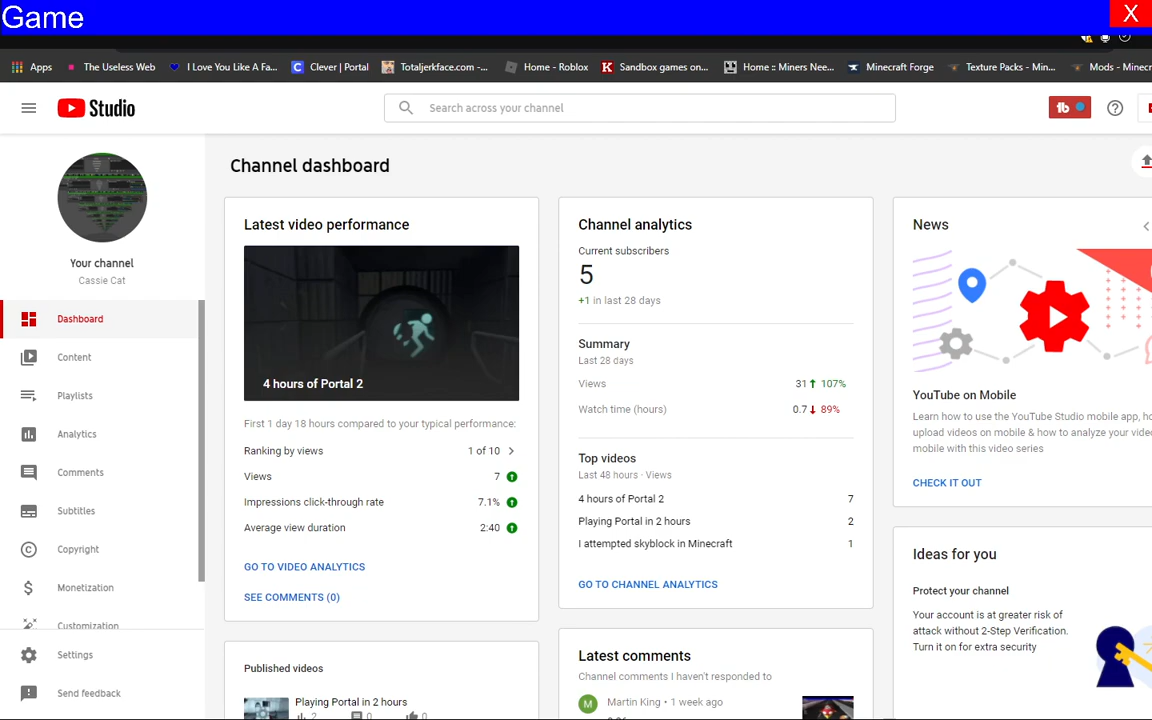 Game
X
Apps
The Useless Web
I Love You Like A Fa...
Clever | Portal
Totaljerkface.com -...
Home - Roblox
Sandbox games on...
Home :: Miners Nee...
Minecraft Forge
Texture Packs - Min...
Mods - Minecr
Studio
Search across your channel
tb
Channel dashboard
Your channel
Cassie Cat
Dashboard
Content
Playlists
Analytics
Comments
Subtitles
Copyright
Monetization
Customization
Settings
Send feedback
Latest video performance
4 hours of Portal 2
First 1 day 18 hours compared to your typical performance:
Ranking by views 1 of 10
Views 7
Impressions click-through rate 7.1%
Average view duration 2:40
GO TO VIDEO ANALYTICS
SEE COMMENTS (0)
Published videos
Playing Portal in 2 hours
2 0 0
Channel analytics
Current subscribers
5
+1 in last 28 days
Summary
Last 28 days
Views 31 107%
Watch time (hours) 0.7 89%
Top videos
Last 48 hours · Views
4 hours of Portal 2 7
Playing Portal in 2 hours 2
I attempted skyblock in Minecraft 1
GO TO CHANNEL ANALYTICS
Latest comments
Channel comments I haven't responded to
M
Martin King • 1 week ago
News
YouTube on Mobile
Learn how to use the YouTube Studio mobile app, ho
upload videos on mobile & how to analyze your vide
mobile with this video series
CHECK IT OUT
Ideas for you
Protect your channel
Your account is at greater risk of
attack without 2-Step Verification.
Turn it on for extra security